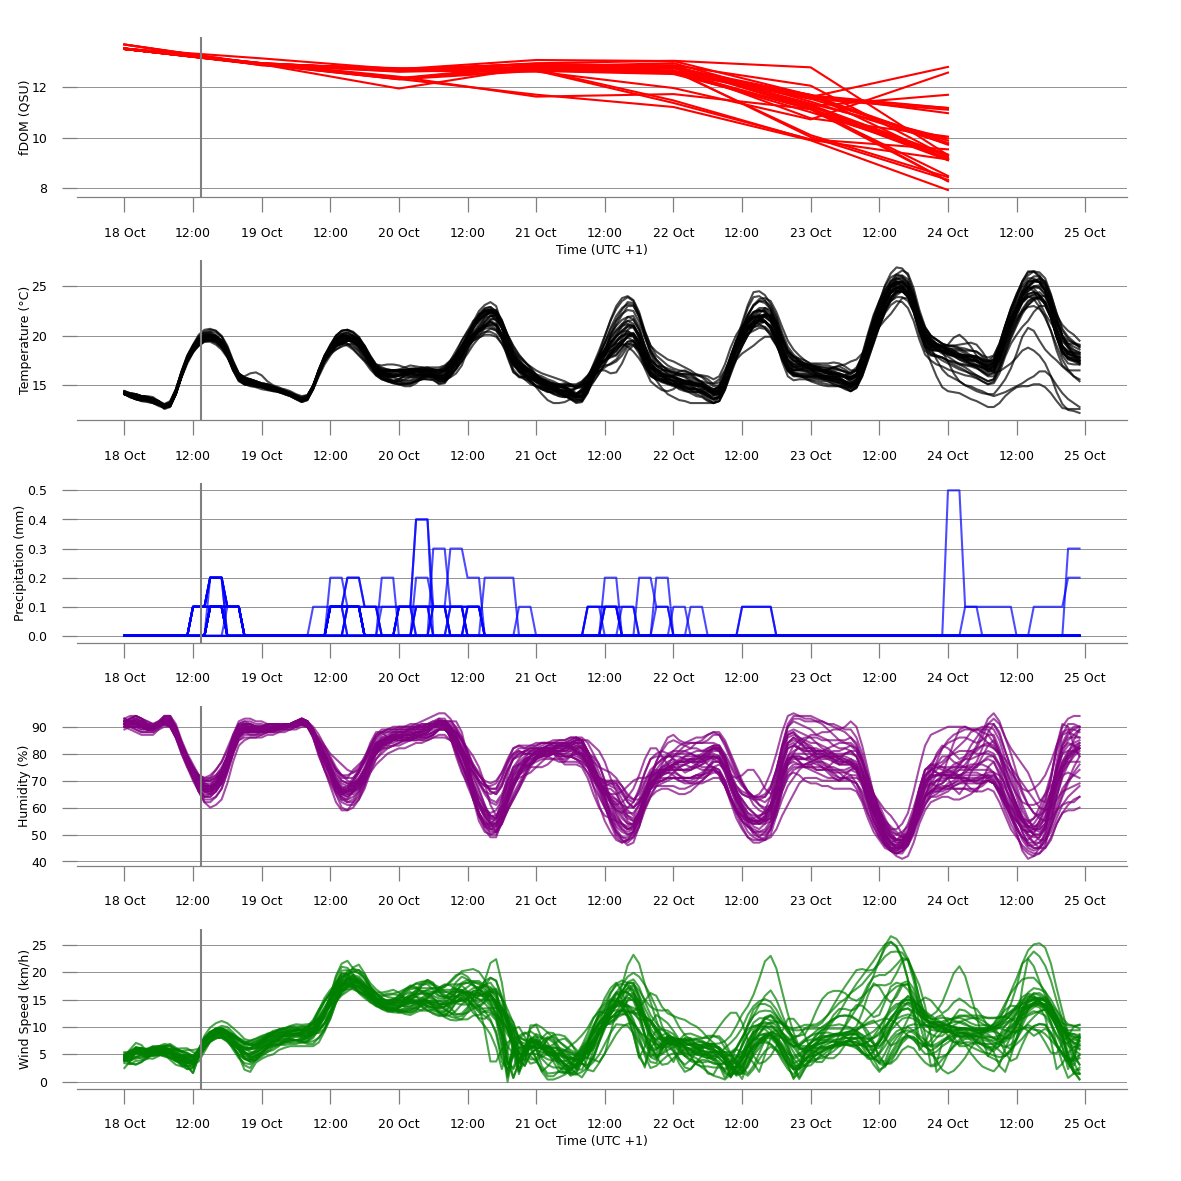 fDOM (QSU)
12
10
8
18 Oct 12:00 19 Oct 12:00 20 Oct 12:00 21 Oct 12:00 22 Oct 12:00 23 Oct 12:00 24 Oct 12:00 25 Oct
Time (UTC +1)
Temperature (°C)
25
20
15
18 Oct 12:00 19 Oct 12:00 20 Oct 12:00 21 Oct 12:00 22 Oct 12:00 23 Oct 12:00 24 Oct 12:00 25 Oct
Precipitation (mm)
0.5
0.4
0.3
0.2
0.1
0.0
18 Oct 12:00 19 Oct 12:00 20 Oct 12:00 21 Oct 12:00 22 Oct 12:00 23 Oct 12:00 24 Oct 12:00 25 Oct
Humidity (%)
90
80
70
60
50
40
18 Oct 12:00 19 Oct 12:00 20 Oct 12:00 21 Oct 12:00 22 Oct 12:00 23 Oct 12:00 24 Oct 12:00 25 Oct
Wind Speed (km/h)
25
20
15
10
5
0
18 Oct 12:00 19 Oct 12:00 20 Oct 12:00 21 Oct 12:00 22 Oct 12:00 23 Oct 12:00 24 Oct 12:00 25 Oct
Time (UTC +1)